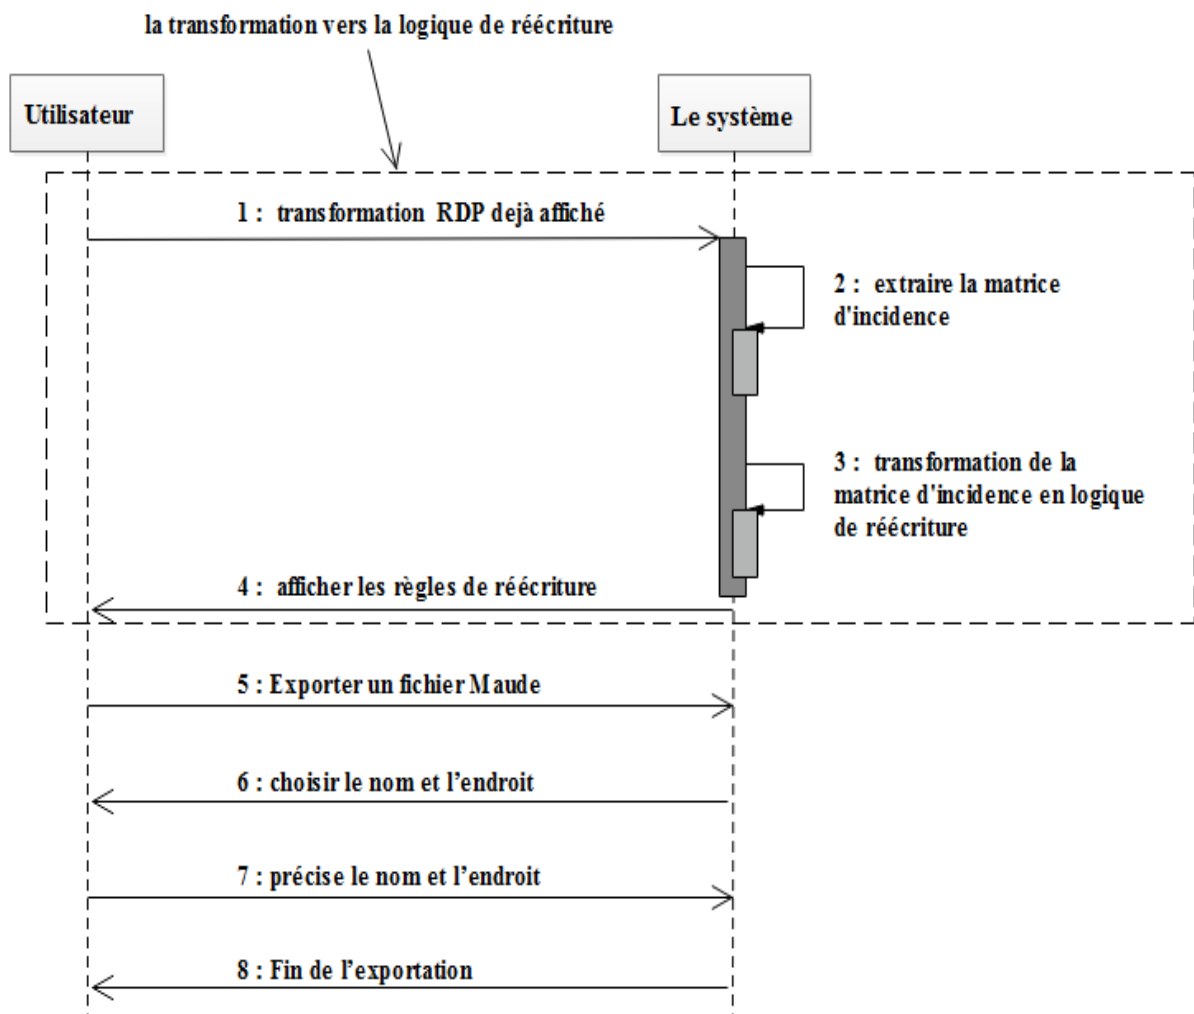 la transformation vers la logique de réécriture
Utilisateur
Le système
1 : transformation RDP dejà affiché
2 : extraire la matrice
d'incidence
3 : transformation de la
matrice d'incidence en logique
de réécriture
4 : afficher les règles de réécriture
5 : Exporter un fichier Maude
6 : choisir le nom et l’endroit
7 : précise le nom et l’endroit
8 : Fin de l’exportation